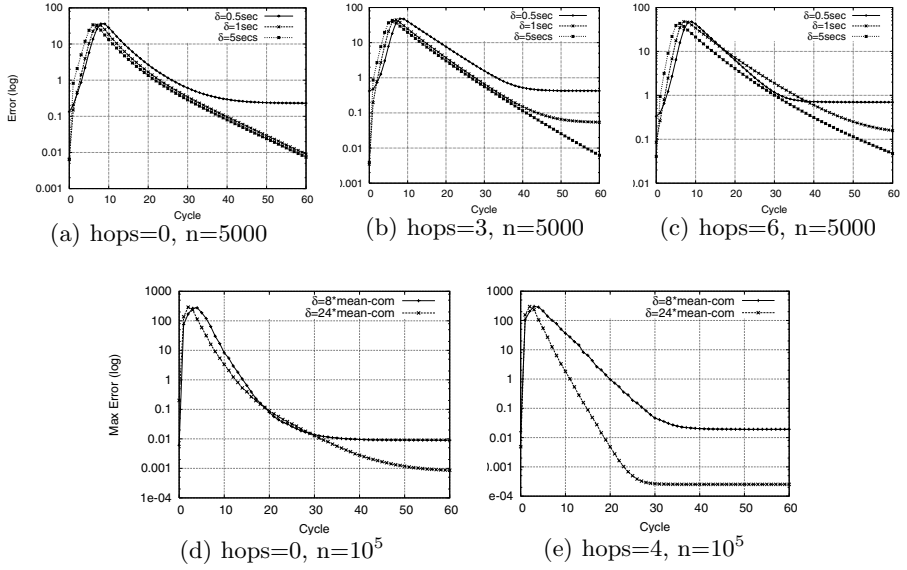 100
10
1
0.1
0.01
0.001
Error (log)
0 10 20 30 40 50 60
Cycle
δ=0.5sec
δ=1sec
δ=5secs
(a) hops=0, n=5000
100
10
1
0.1
0.01
).001
0 10 20 30 40 50 60
Cycle
δ=0.5sec
δ=1sec
δ=5secs
(b) hops=3, n=5000
100
10
1
0.1
0.01
0 10 20 30 40 50 60
Cycle
δ=0.5sec
δ=1sec
δ=5secs
(c) hops=6, n=5000
1000
100
10
1
0.1
0.01
0.001
1e-04
Max Error (log)
0 10 20 30 40 50 60
Cycle
δ=8*mean-com
δ=24*mean-com
(d) hops=0, n=10⁵
1000
100
10
1
0.1
0.01
).001
e-04
0 10 20 30 40 50 60
Cycle
δ=8*mean-com
δ=24*mean-com
(e) hops=4, n=10⁵